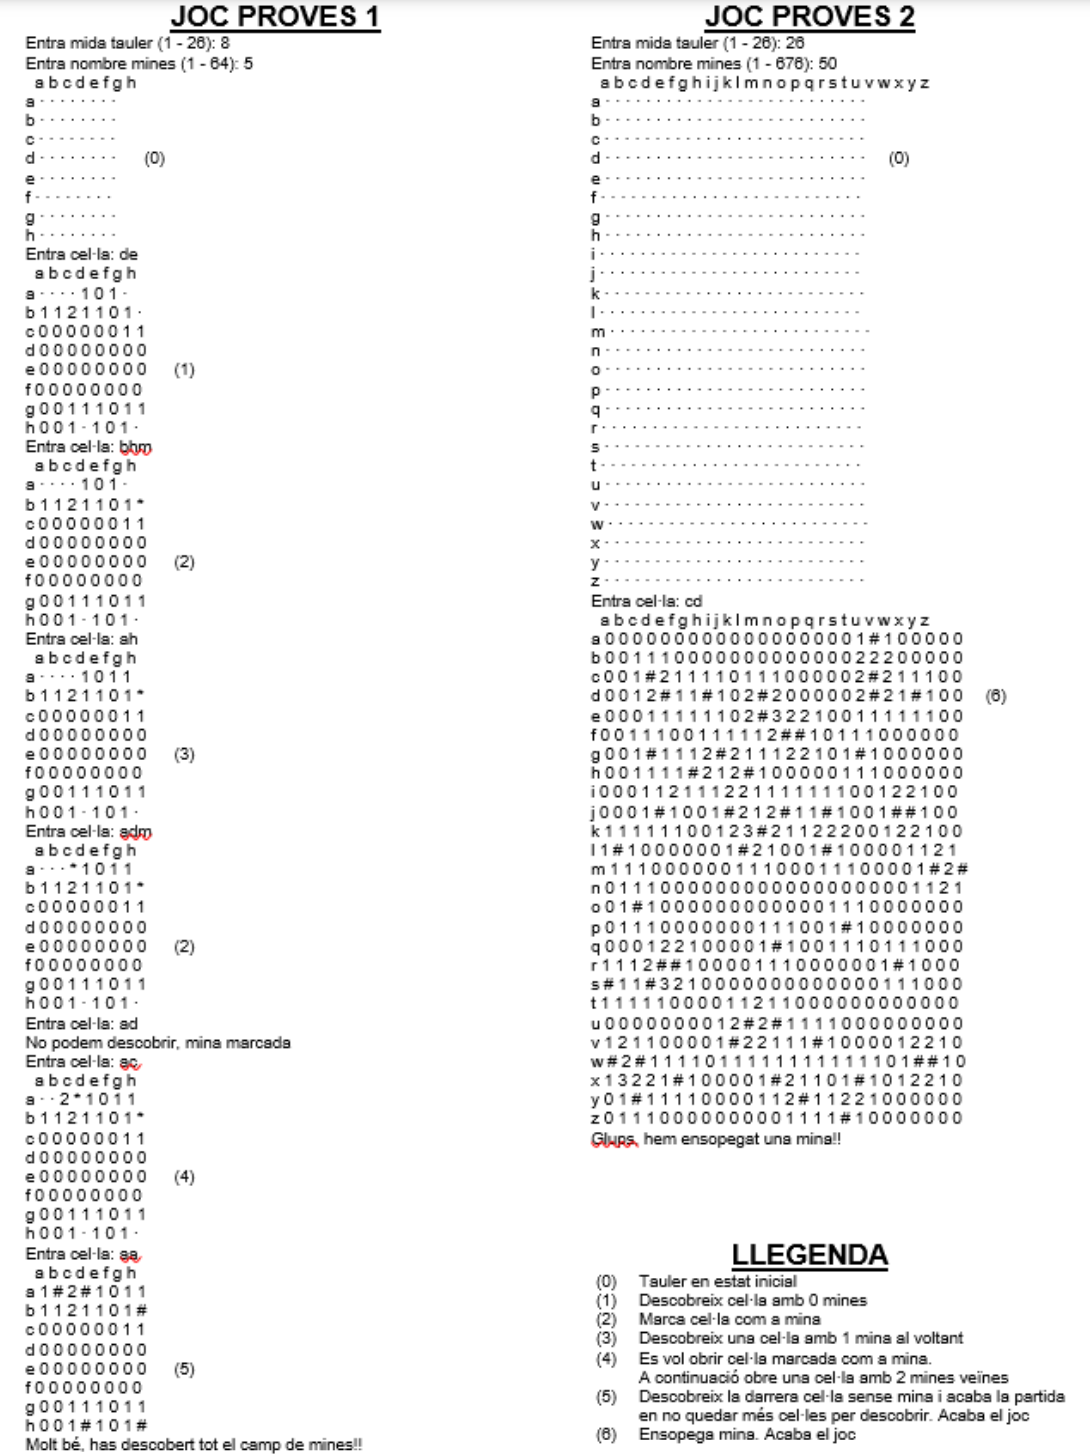 JOC PROVES 1
Entra mida tauler (1 - 26): 8
Entra nombre mines (1 - 64): 5
a b c d e f g h
a · · · · · · · ·
b · · · · · · · ·
c · · · · · · · ·
d · · · · · · · · (0)
e · · · · · · · ·
f · · · · · · · ·
g · · · · · · · ·
h · · · · · · · ·
Entra cel·la: de
a b c d e f g h
a · · · · 1 0 1 ·
b 1 1 2 1 1 0 1 ·
c 0 0 0 0 0 0 1 1
d 0 0 0 0 0 0 0 0
e 0 0 0 0 0 0 0 0 (1)
f 0 0 0 0 0 0 0 0
g 0 0 1 1 1 0 1 1
h 0 0 1 · 1 0 1 ·
Entra cel·la: bhm
a b c d e f g h
a · · · · 1 0 1 ·
b 1 1 2 1 1 0 1 *
c 0 0 0 0 0 0 1 1
d 0 0 0 0 0 0 0 0
e 0 0 0 0 0 0 0 0 (2)
f 0 0 0 0 0 0 0 0
g 0 0 1 1 1 0 1 1
h 0 0 1 · 1 0 1 ·
Entra cel·la: ah
a b c d e f g h
a · · · · 1 0 1 1
b 1 1 2 1 1 0 1 *
c 0 0 0 0 0 0 1 1
d 0 0 0 0 0 0 0 0
e 0 0 0 0 0 0 0 0 (3)
f 0 0 0 0 0 0 0 0
g 0 0 1 1 1 0 1 1
h 0 0 1 · 1 0 1 ·
Entra cel·la: adm
a b c d e f g h
a · · · * 1 0 1 1
b 1 1 2 1 1 0 1 *
c 0 0 0 0 0 0 1 1
d 0 0 0 0 0 0 0 0
e 0 0 0 0 0 0 0 0 (2)
f 0 0 0 0 0 0 0 0
g 0 0 1 1 1 0 1 1
h 0 0 1 · 1 0 1 ·
Entra cel·la: ad
No podem descobrir, mina marcada
Entra cel·la: ac
a b c d e f g h
a · · 2 * 1 0 1 1
b 1 1 2 1 1 0 1 *
c 0 0 0 0 0 0 1 1
d 0 0 0 0 0 0 0 0
e 0 0 0 0 0 0 0 0 (4)
f 0 0 0 0 0 0 0 0
g 0 0 1 1 1 0 1 1
h 0 0 1 · 1 0 1 ·
Entra cel·la: aa
a b c d e f g h
a 1 # 2 # 1 0 1 1
b 1 1 2 1 1 0 1 #
c 0 0 0 0 0 0 1 1
d 0 0 0 0 0 0 0 0
e 0 0 0 0 0 0 0 0 (5)
f 0 0 0 0 0 0 0 0
g 0 0 1 1 1 0 1 1
h 0 0 1 # 1 0 1 #
Molt bé, has descobert tot el camp de mines!!
JOC PROVES 2
Entra mida tauler (1 - 26): 26
Entra nombre mines (1 - 676): 50
a b c d e f g h i j k l m n o p q r s t u v w x y z
a · · · · · · · · · · · · · · · · · · · · · · · · · ·
b · · · · · · · · · · · · · · · · · · · · · · · · · ·
c · · · · · · · · · · · · · · · · · · · · · · · · · ·
d · · · · · · · · · · · · · · · · · · · · · · · · · · (0)
e · · · · · · · · · · · · · · · · · · · · · · · · · ·
f · · · · · · · · · · · · · · · · · · · · · · · · · ·
g · · · · · · · · · · · · · · · · · · · · · · · · · ·
h · · · · · · · · · · · · · · · · · · · · · · · · · ·
i · · · · · · · · · · · · · · · · · · · · · · · · · ·
j · · · · · · · · · · · · · · · · · · · · · · · · · ·
k · · · · · · · · · · · · · · · · · · · · · · · · · ·
l · · · · · · · · · · · · · · · · · · · · · · · · · ·
m · · · · · · · · · · · · · · · · · · · · · · · · · ·
n · · · · · · · · · · · · · · · · · · · · · · · · · ·
o · · · · · · · · · · · · · · · · · · · · · · · · · ·
p · · · · · · · · · · · · · · · · · · · · · · · · · ·
q · · · · · · · · · · · · · · · · · · · · · · · · · ·
r · · · · · · · · · · · · · · · · · · · · · · · · · ·
s · · · · · · · · · · · · · · · · · · · · · · · · · ·
t · · · · · · · · · · · · · · · · · · · · · · · · · ·
u · · · · · · · · · · · · · · · · · · · · · · · · · ·
v · · · · · · · · · · · · · · · · · · · · · · · · · ·
w · · · · · · · · · · · · · · · · · · · · · · · · · ·
x · · · · · · · · · · · · · · · · · · · · · · · · · ·
y · · · · · · · · · · · · · · · · · · · · · · · · · ·
z · · · · · · · · · · · · · · · · · · · · · · · · · ·
Entra cel·la: cd
a b c d e f g h i j k l m n o p q r s t u v w x y z
a 0 0 0 0 0 0 0 0 0 0 0 0 0 0 0 0 0 0 1 # 1 0 0 0 0 0
b 0 0 1 1 1 0 0 0 0 0 0 0 0 0 0 0 0 0 2 2 2 0 0 0 0 0
c 0 0 1 # 2 1 1 1 1 0 1 1 1 0 0 0 0 0 2 # 2 1 1 1 0 0
d 0 0 1 2 # 1 1 # 1 0 2 # 2 0 0 0 0 0 2 # 2 1 # 1 0 0 (6)
e 0 0 0 1 1 1 1 1 1 0 2 # 3 2 2 1 0 0 1 1 1 1 1 1 0 0
f 0 0 1 1 1 0 0 1 1 1 1 1 2 # # 1 0 1 1 1 0 0 0 0 0 0
g 0 0 1 # 1 1 1 2 # 2 1 1 1 2 2 1 0 1 # 1 0 0 0 0 0 0
h 0 0 1 1 1 1 # 2 1 2 # 1 0 0 0 0 0 1 1 1 0 0 0 0 0 0
i 0 0 0 1 1 2 1 1 1 2 2 1 1 1 1 1 1 1 0 0 1 2 2 1 0 0
j 0 0 0 1 # 1 0 0 1 # 2 1 2 # 1 1 # 1 0 0 1 # # 1 0 0
k 1 1 1 1 1 1 0 0 1 2 3 # 2 1 1 2 2 2 0 0 1 2 2 1 0 0
l 1 # 1 0 0 0 0 0 0 1 # 2 1 0 0 1 # 1 0 0 0 0 1 1 2 1
m 1 1 1 0 0 0 0 0 0 1 1 1 0 0 0 1 1 1 0 0 0 0 1 # 2 #
n 0 1 1 1 0 0 0 0 0 0 0 0 0 0 0 0 0 0 0 0 0 0 1 1 2 1
o 0 1 # 1 0 0 0 0 0 0 0 0 0 0 0 0 1 1 1 0 0 0 0 0 0 0
p 0 1 1 1 0 0 0 0 0 0 0 1 1 1 0 0 1 # 1 0 0 0 0 0 0 0
q 0 0 0 1 2 2 1 0 0 0 0 1 # 1 0 0 1 1 1 0 1 1 1 0 0 0
r 1 1 1 2 # # 1 0 0 0 0 1 1 1 0 0 0 0 0 0 1 # 1 0 0 0
s # 1 1 # 3 2 1 0 0 0 0 0 0 0 0 0 0 0 0 0 1 1 1 0 0 0
t 1 1 1 1 1 0 0 0 0 1 1 2 1 1 0 0 0 0 0 0 0 0 0 0 0 0
u 0 0 0 0 0 0 0 0 1 2 # 2 # 1 1 1 1 0 0 0 0 0 0 0 0 0
v 1 2 1 1 0 0 0 0 1 # 2 2 1 1 1 # 1 0 0 0 0 1 2 2 1 0
w # 2 # 1 1 1 1 0 1 1 1 1 1 1 1 1 1 1 1 1 0 1 # # 1 0
x 1 3 2 2 1 # 1 0 0 0 0 1 # 2 1 1 0 1 # 1 0 1 2 2 1 0
y 0 1 # 1 1 1 1 0 0 0 0 1 1 2 # 1 1 2 2 1 0 0 0 0 0 0
z 0 1 1 1 0 0 0 0 0 0 0 0 0 1 1 1 1 # 1 0 0 0 0 0 0 0
Glups, hem ensopegat una mina!!
LLEGENDA
(0) Tauler en estat inicial
(1) Descobreix cel·la amb 0 mines
(2) Marca cel·la com a mina
(3) Descobreix una cel·la amb 1 mina al voltant
(4) Es vol obrir cel·la marcada com a mina.
A continuació obre una cel·la amb 2 mines veïnes
(5) Descobreix la darrera cel·la sense mina i acaba la partida
en no quedar més cel·les per descobrir. Acaba el joc
(6) Ensopega mina. Acaba el joc